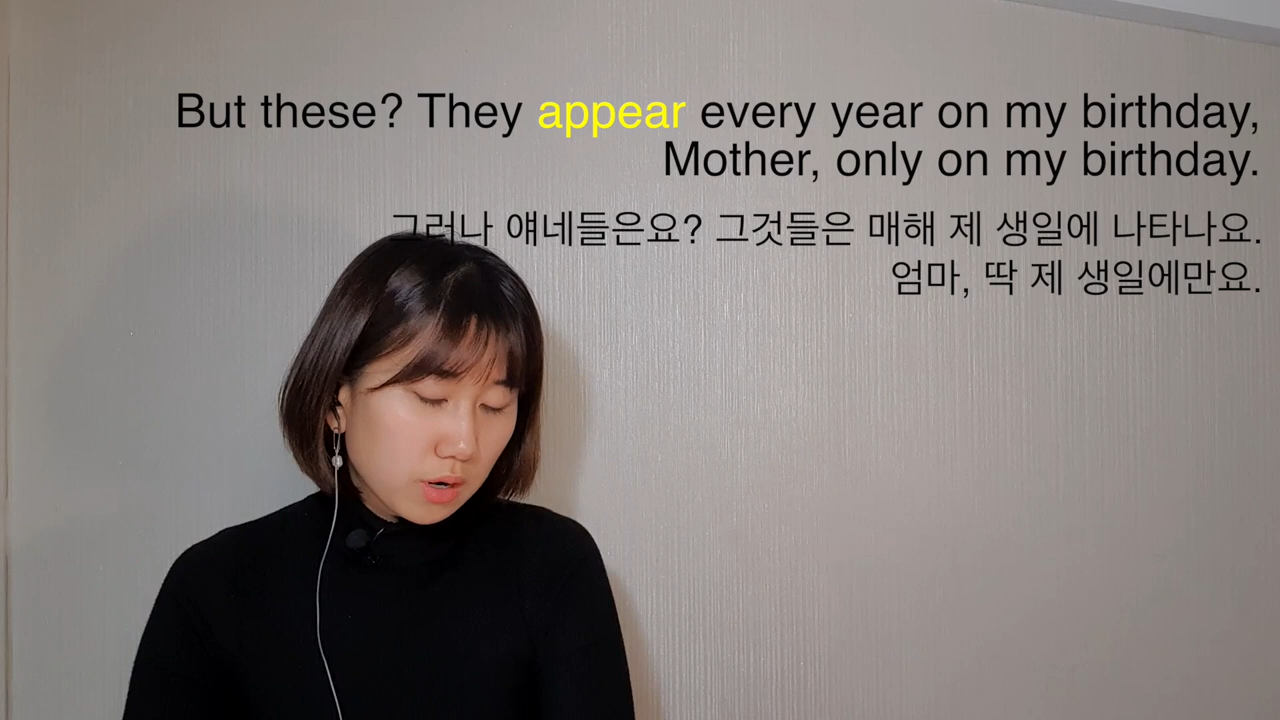 But these? They appear every year on my birthday,
Mother, only on my birthday.
그러나 얘네들은요? 그것들은 매해 제 생일에 나타나요.
엄마, 딱 제 생일에만요.